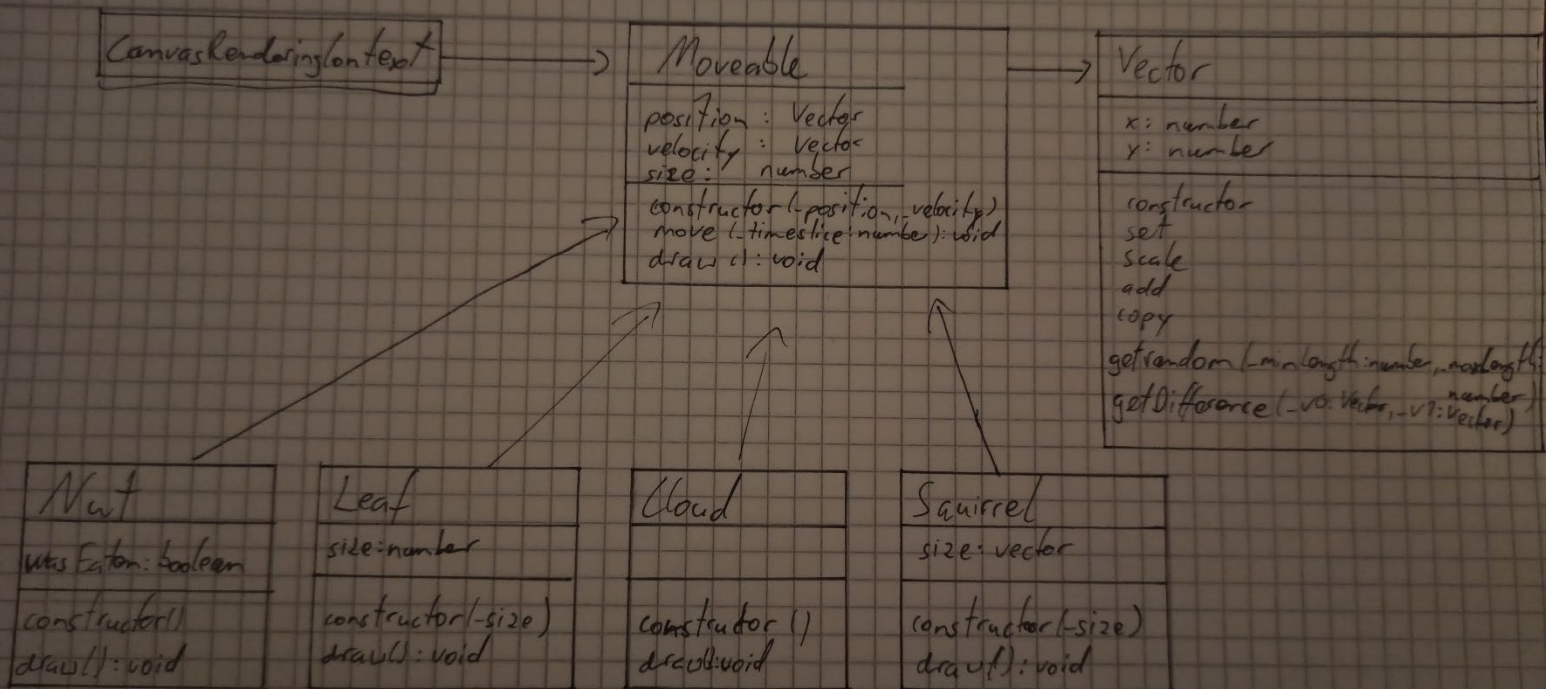 CanvasRenderingContext
Moveable
position : Vector
velocity : Vector
size: number
constructor(_position, _velocity)
move (_timeslice:number): void
draw(): void
Vector
x: number
y: number
constructor
set
scale
add
copy
getrandom(_minLength:number, _maxLength:
number)
getDifference(_v0:Vector, _v1:Vector)
Nut
wasEaten: boolean
constructor()
draw(): void
Leaf
size:number
constructor(_size)
draw(): void
Cloud
constructor()
draw():void
Squirrel
size: vector
constructor(_size)
draw(): void